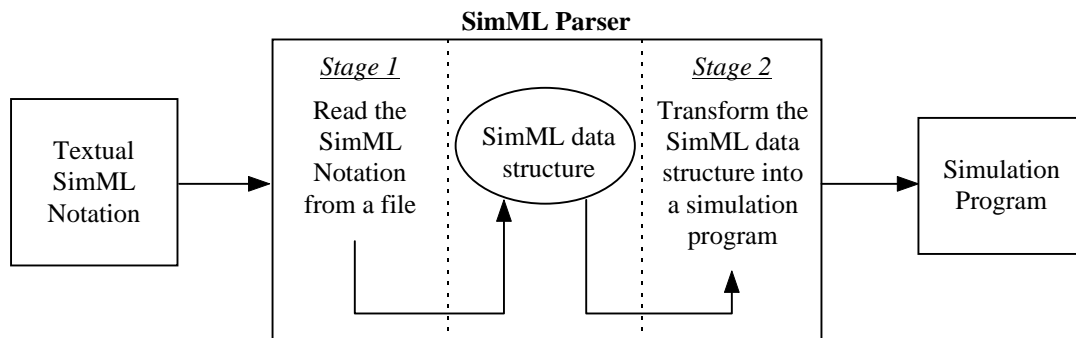 SimML Parser
Textual
SimML
Notation
Stage 1
Read the
SimML
Notation
from a file
SimML data
structure
Stage 2
Transform the
SimML data
structure into
a simulation
program
Simulation
Program